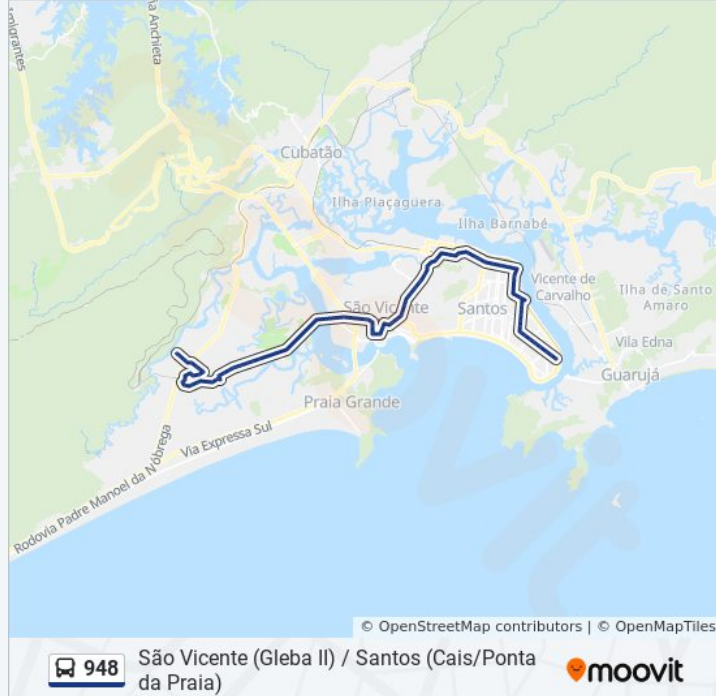 migrantes
ia Anchieta
Cubatão
Ilha Piaçaguera
Ilha Barnabé
Vicente de
Carvalho
Ilha de Santo
Amaro
São Vicente
Santos
Vila Edna
Guarujá
Praia Grande
Via Expressa Sul
Rodovia Padre Manoel da Nóbrega
© OpenStreetMap contributors | © OpenMapTiles
948
São Vicente (Gleba II) / Santos (Cais/Ponta
da Praia)
moovit